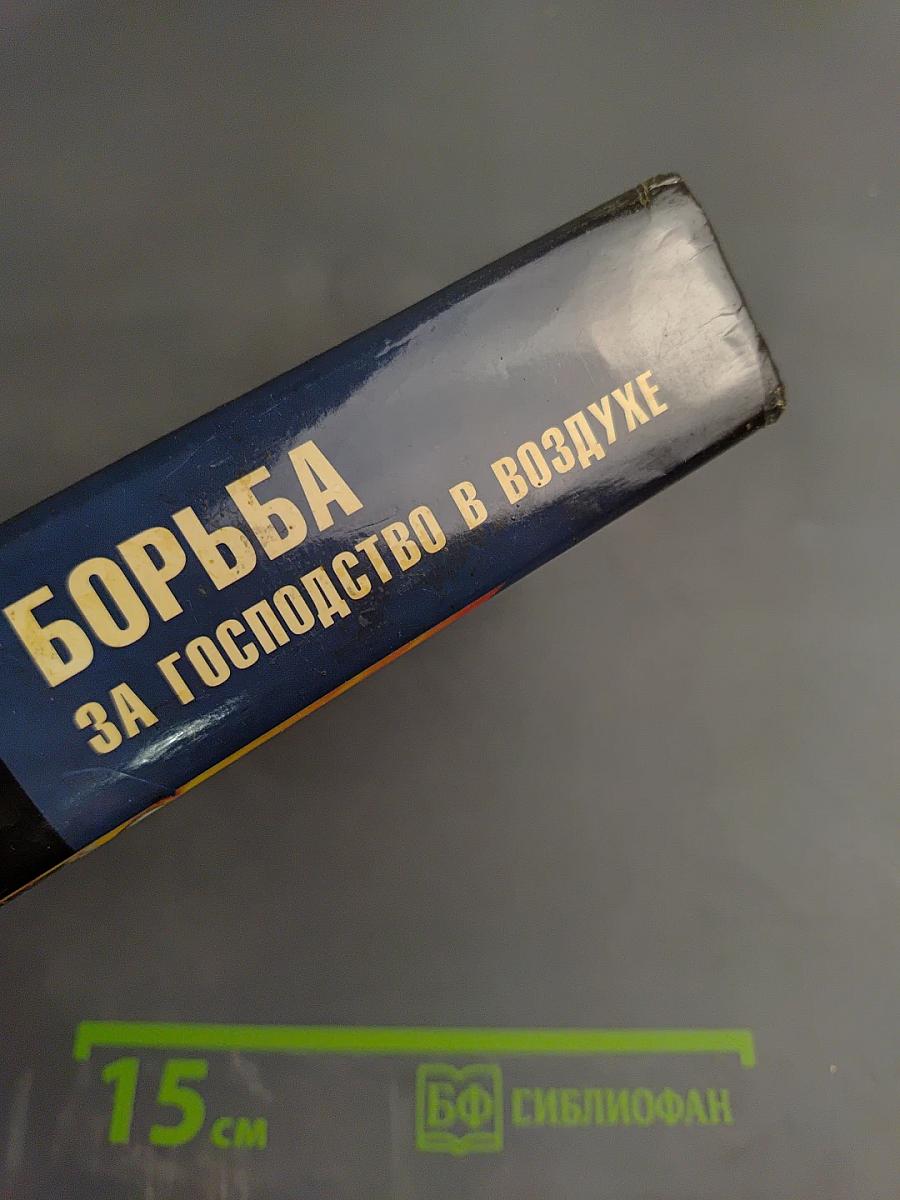 БОРЬБА
ЗА ГОСПОДСТВО В ВОЗДУХЕ
15 см
БФ БИБЛИОФАН